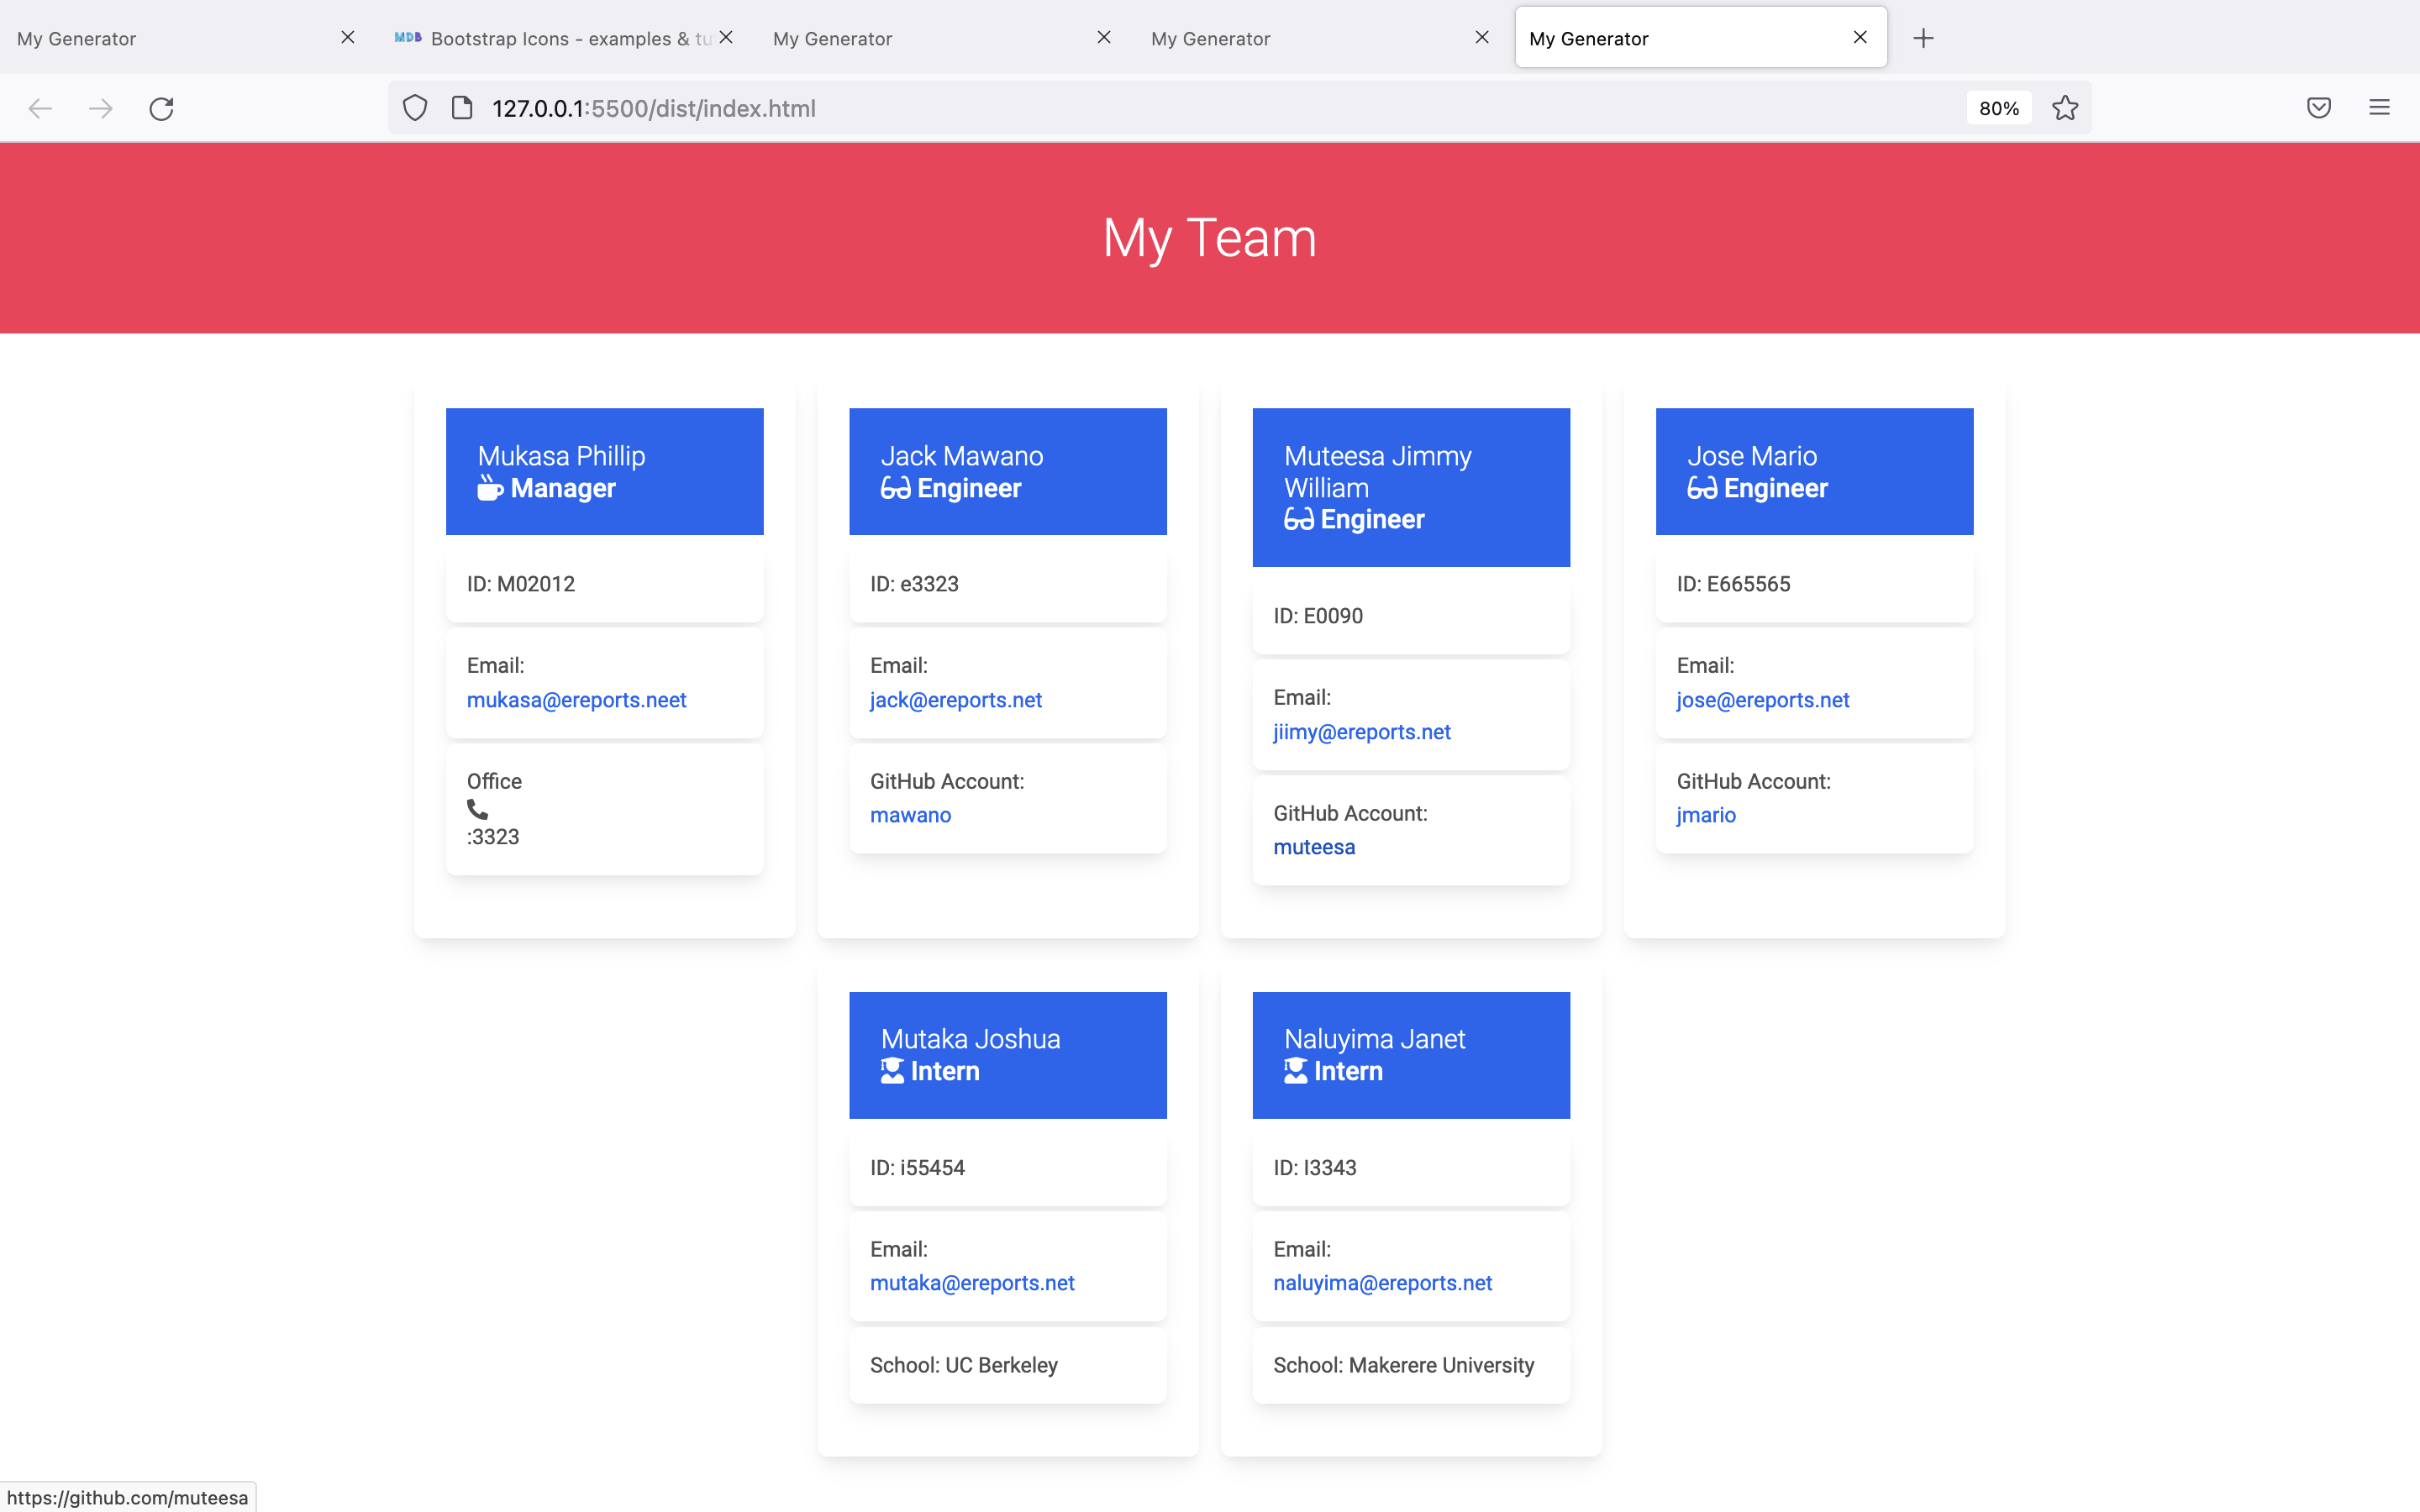 My Generator
MDB Bootstrap Icons - examples & tu
My Generator
My Generator
My Generator
127.0.0.1:5500/dist/index.html
80%
My Team
Mukasa Phillip
Manager
ID: M02012
Email:
mukasa@ereports.neet
Office
:3323
Jack Mawano
Engineer
ID: e3323
Email:
jack@ereports.net
GitHub Account:
mawano
Muteesa Jimmy
William
Engineer
ID: E0090
Email:
jiimy@ereports.net
GitHub Account:
muteesa
Jose Mario
Engineer
ID: E665565
Email:
jose@ereports.net
GitHub Account:
jmario
Mutaka Joshua
Intern
ID: i55454
Email:
mutaka@ereports.net
School: UC Berkeley
Naluyima Janet
Intern
ID: I3343
Email:
naluyima@ereports.net
School: Makerere University
https://github.com/muteesa